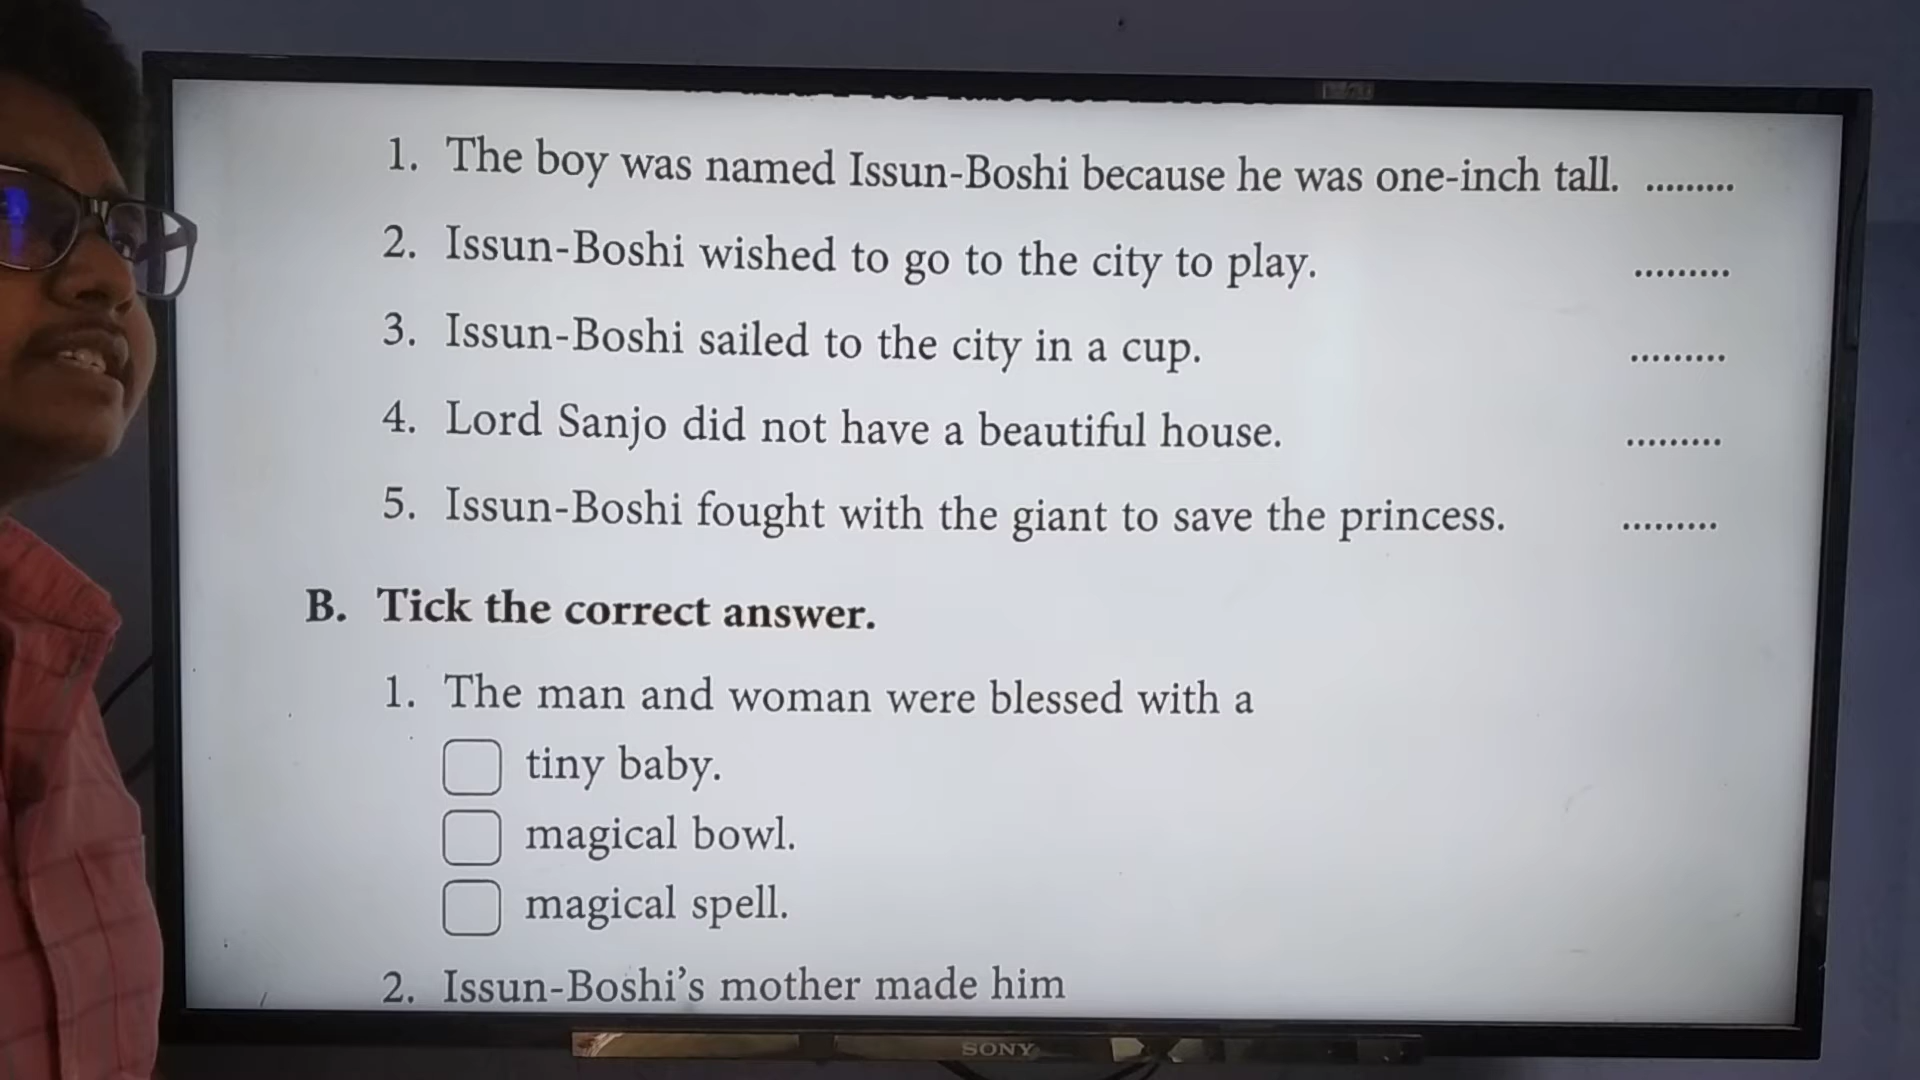 1. The boy was named Issun-Boshi because he was one-inch tall. .........
2. Issun-Boshi wished to go to the city to play. .........
3. Issun-Boshi sailed to the city in a cup. .........
4. Lord Sanjo did not have a beautiful house. .........
5. Issun-Boshi fought with the giant to save the princess. .........
B. Tick the correct answer.
1. The man and woman were blessed with a
tiny baby.
magical bowl.
magical spell.
2. Issun-Boshi's mother made him
SONY